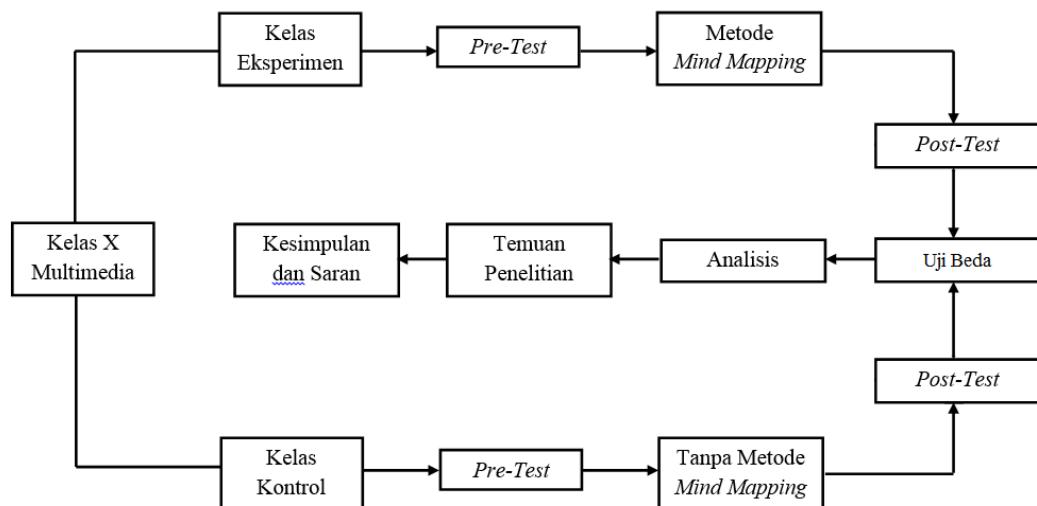 Kelas
Eksperimen
Pre-Test
Metode
Mind Mapping
Post-Test
Kelas X
Multimedia
Kesimpulan
dan Saran
Temuan
Penelitian
Analisis
Uji Beda
Post-Test
Kelas
Kontrol
Pre-Test
Tanpa Metode
Mind Mapping